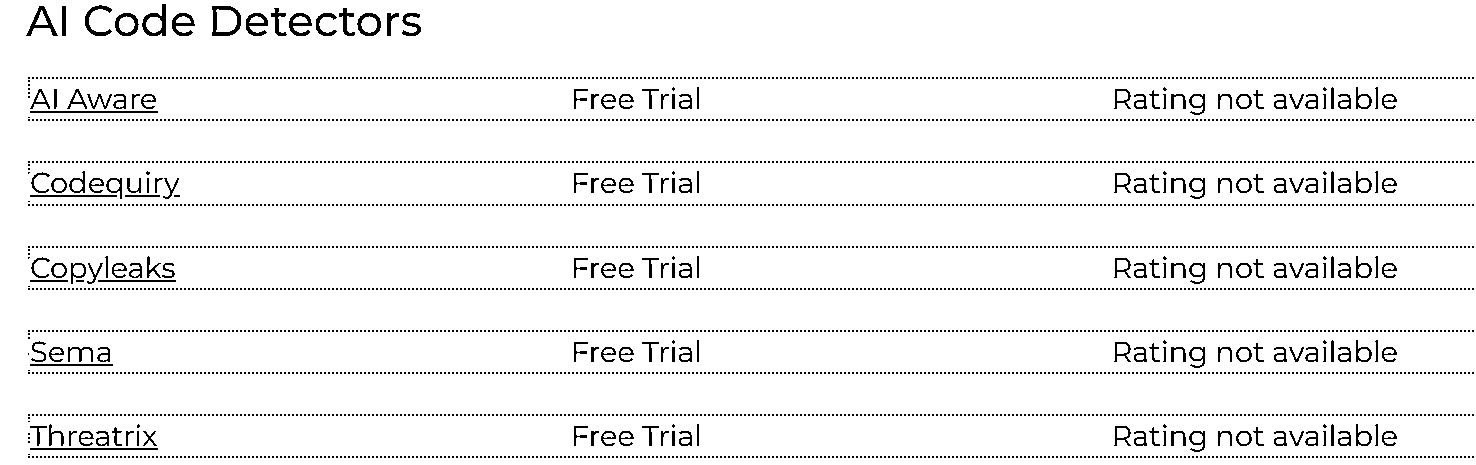 AI Code Detectors
AI Aware Free Trial Rating not available
Codequiry Free Trial Rating not available
Copyleaks Free Trial Rating not available
Sema Free Trial Rating not available
Threatrix Free Trial Rating not available